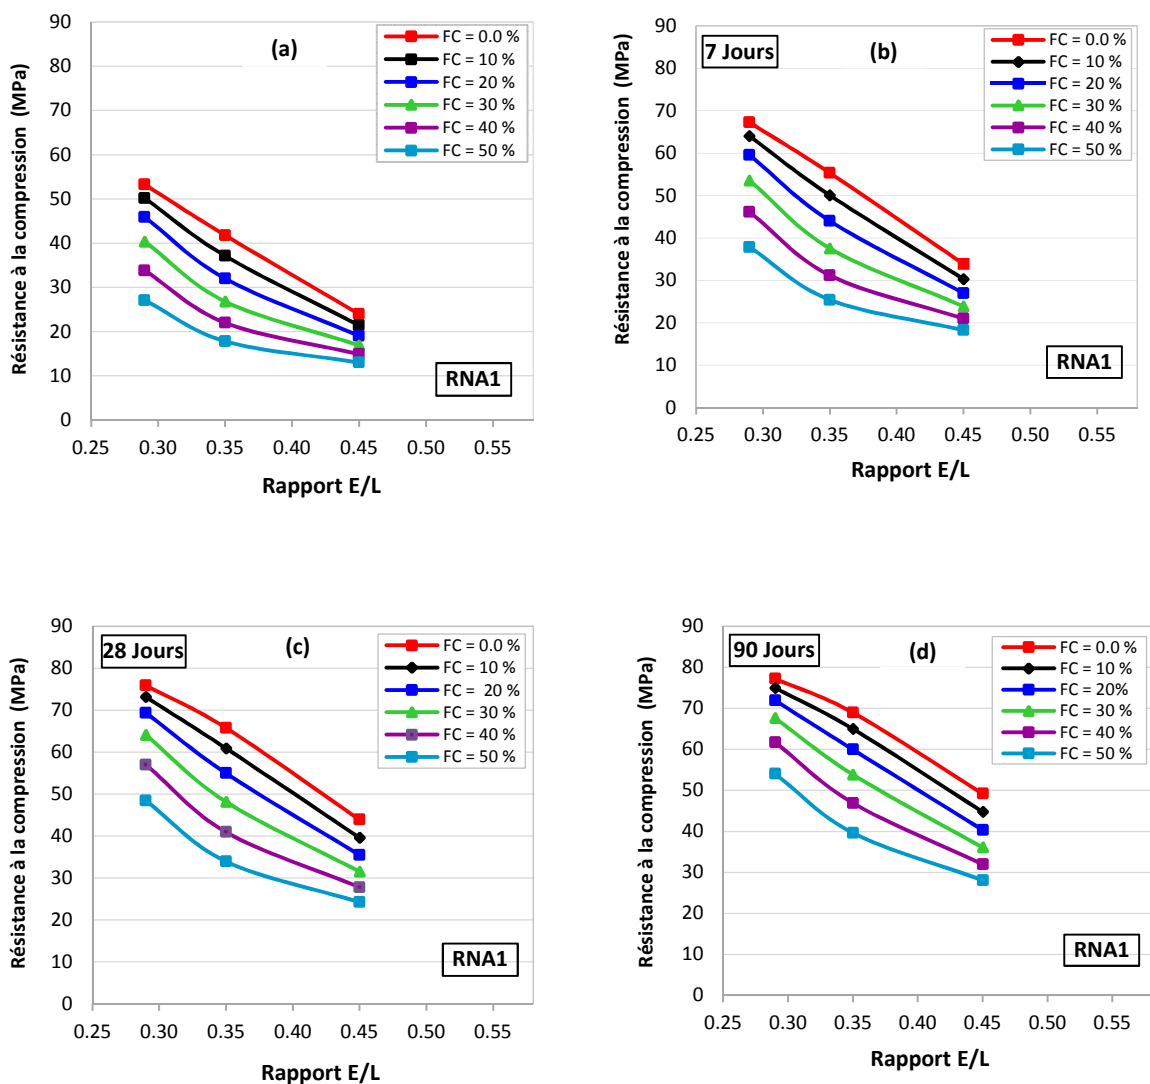 (a)
Résistance à la compression (MPa)
90
80
70
60
50
40
30
20
10
0
FC = 0.0 %
FC = 10 %
FC = 20 %
FC = 30 %
FC = 40 %
FC = 50 %
RNA1
0.25 0.30 0.35 0.40 0.45 0.50 0.55
Rapport E/L
7 Jours
(b)
Résistance à la compression (MPa)
90
80
70
60
50
40
30
20
10
0
FC = 0.0 %
FC = 10 %
FC = 20 %
FC = 30 %
FC = 40 %
FC = 50 %
RNA1
0.25 0.30 0.35 0.40 0.45 0.50 0.55
Rapport E/L
28 Jours
(c)
Résistance à la compression (MPa)
90
80
70
60
50
40
30
20
10
0
FC = 0.0 %
FC = 10 %
FC = 20 %
FC = 30 %
FC = 40 %
FC = 50 %
RNA1
0.25 0.30 0.35 0.40 0.45 0.50 0.55
Rapport E/L
90 Jours
(d)
Résistance à la compression (MPa)
90
80
70
60
50
40
30
20
10
0
FC = 0.0 %
FC = 10 %
FC = 20%
FC = 30 %
FC = 40 %
FC = 50 %
RNA1
0.25 0.30 0.35 0.40 0.45 0.50 0.55
Rapport E/L